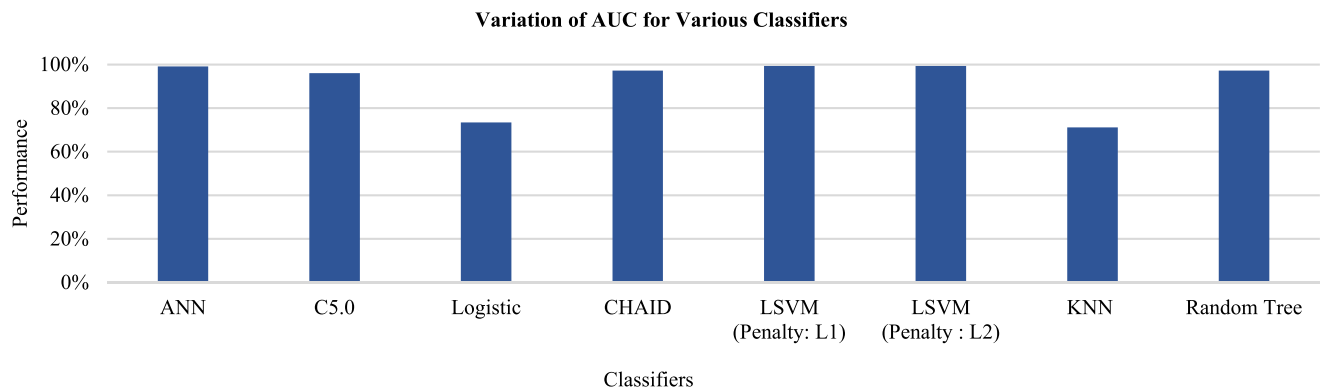 Variation of AUC for Various Classifiers
Performance
100%
80%
60%
40%
20%
0%
ANN
C5.0
Logistic
CHAID
LSVM
(Penalty: L1)
LSVM
(Penalty : L2)
KNN
Random Tree
Classifiers